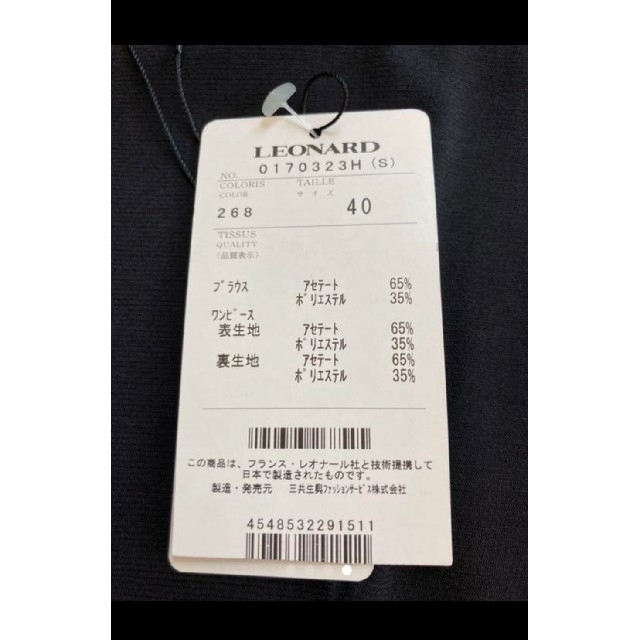 LEONARD
NO. 0170323H (S)
COLORIS TAILLE
COLOR サイズ
268 40
TISSUS
QUALITY
(品質表示)
ブラウス アセテート 65%
ポリエステル 35%
ワンピース
表生地 アセテート 65%
ポリエステル 35%
裏生地 アセテート 65%
ポリエステル 35%
この商品は、フランス・レオナール社と技術提携して
日本で製造されたものです。
製造・発売元 三共生興ファッションサービス株式会社
4548532291511